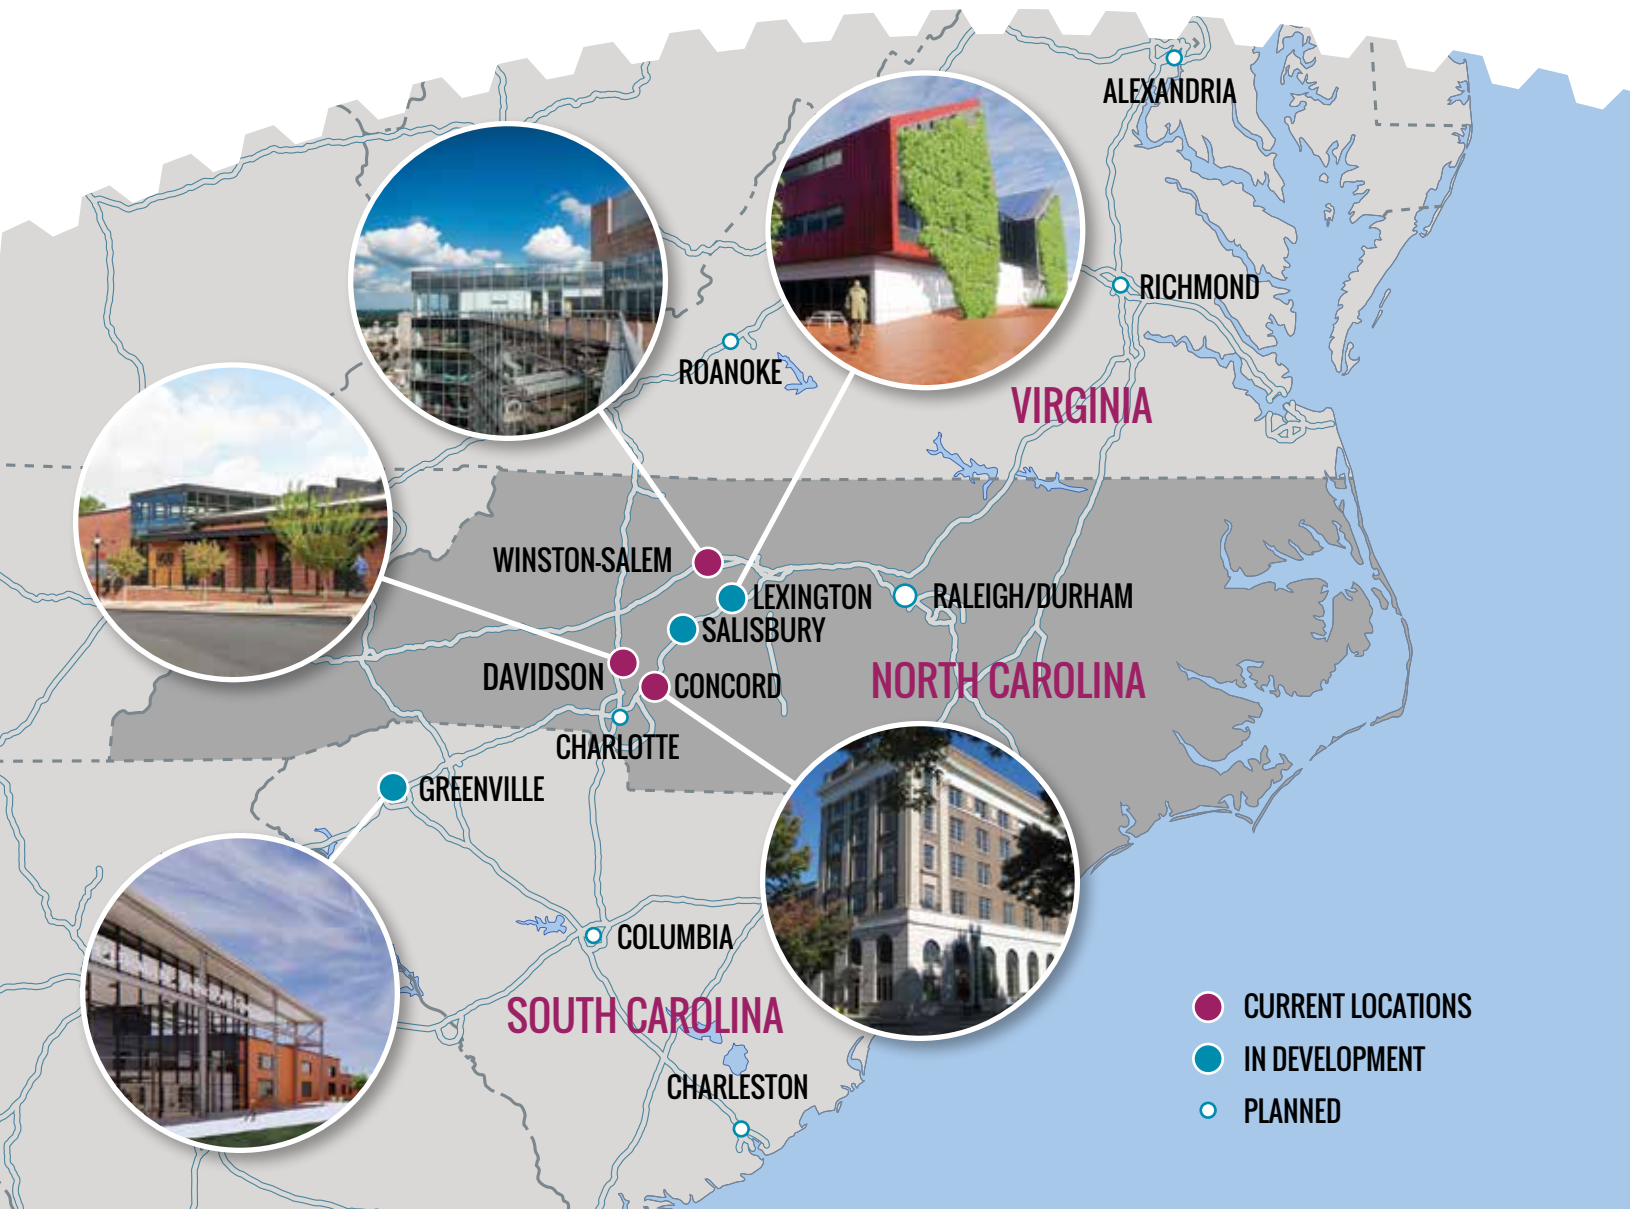 ALEXANDRIA
RICHMOND
ROANOKE
VIRGINIA
WINSTON-SALEM
LEXINGTON
RALEIGH/DURHAM
SALISBURY
DAVIDSON
CONCORD
NORTH CAROLINA
CHARLOTTE
GREENVILLE
COLUMBIA
SOUTH CAROLINA
CHARLESTON
CURRENT LOCATIONS
IN DEVELOPMENT
PLANNED